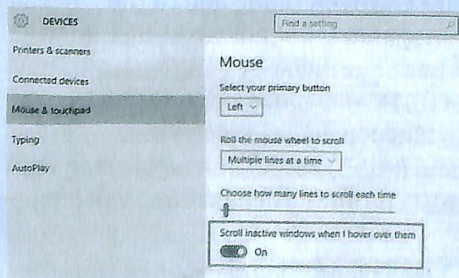 DEVICES
Find a setting
Printers & scanners
Connected devices
Mouse & touchpad
Typing
AutoPlay
Mouse
Select your primary button
Left
Roll the mouse wheel to scroll
Multiple lines at a time
Choose how many lines to scroll each time
Scroll inactive windows when I hover over them
On